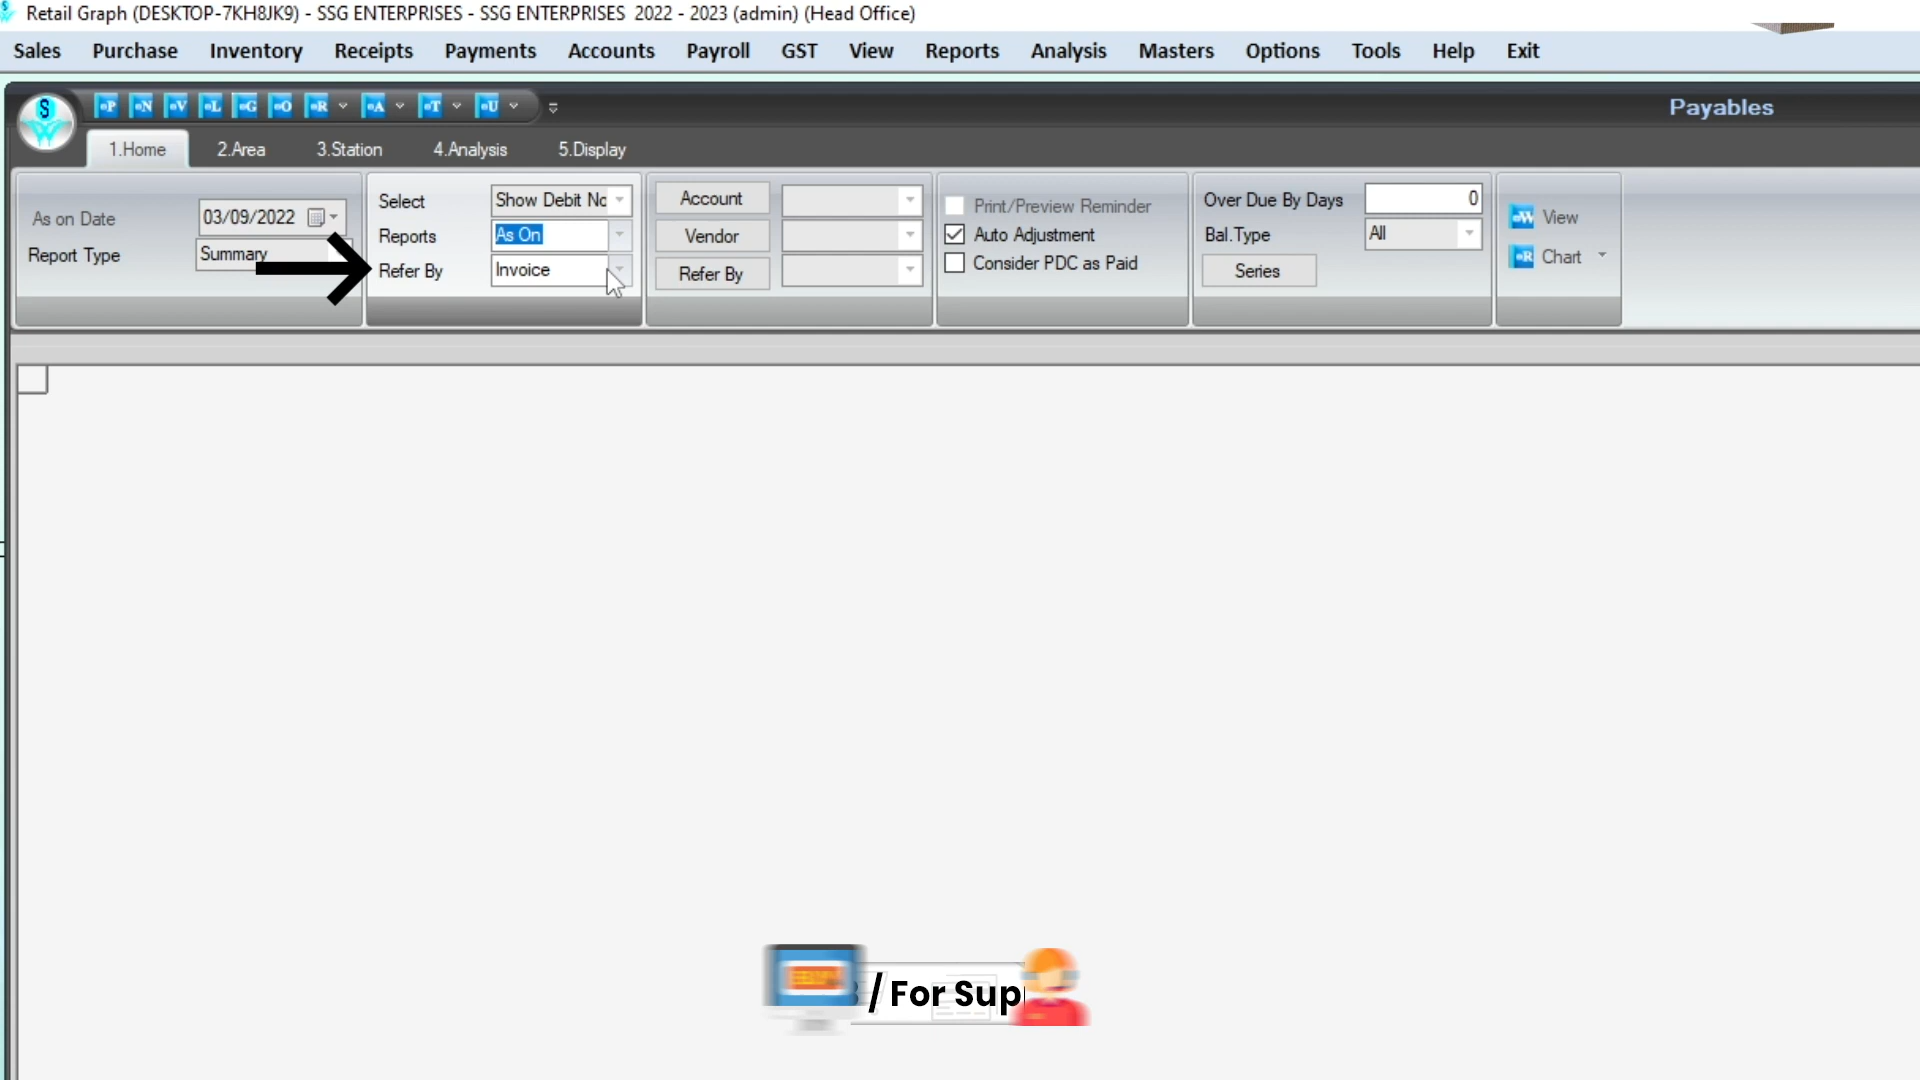 Retail Graph (DESKTOP-7KH8JK9) - SSG ENTERPRISES - SSG ENTERPRISES 2022 - 2023 (admin) (Head Office)
Sales Purchase Inventory Receipts Payments Accounts Payroll GST View Reports Analysis Masters Options Tools Help Exit
P N V L G O R A T U
Payables
1.Home 2.Area 3.Station 4.Analysis 5.Display
As on Date 03/09/2022
Report Type Summary
Select Show Debit No
Reports As On
Refer By Invoice
Account
Vendor
Refer By
Print/Preview Reminder
Auto Adjustment
Consider PDC as Paid
Over Due By Days 0
Bal.Type All
Series
View
Chart
/ For Sup